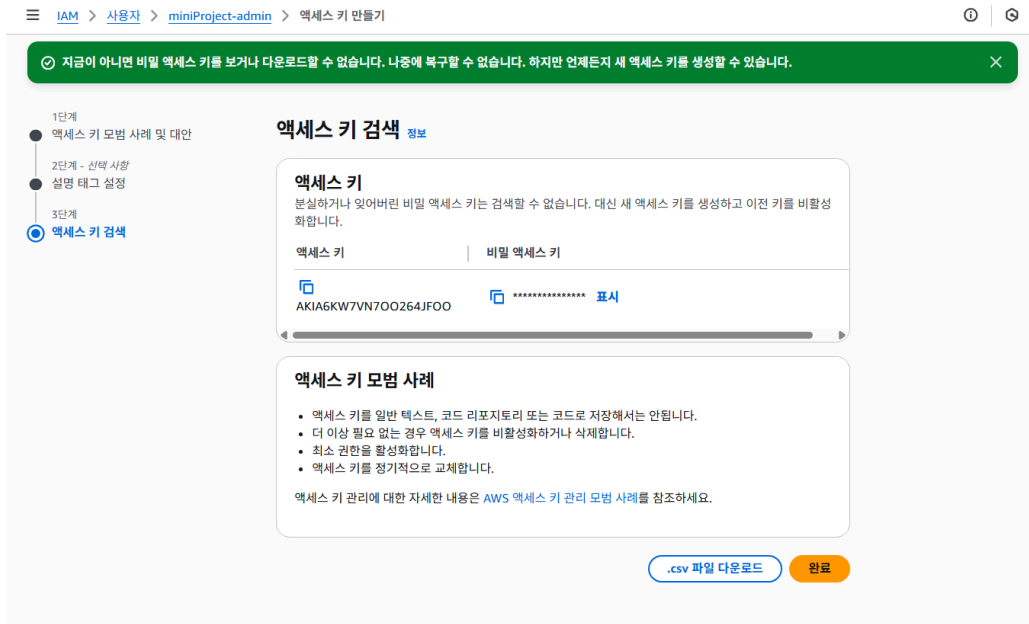 IAM > 사용자 > miniProject-admin > 액세스 키 만들기
지금이 아니면 비밀 액세스 키를 보거나 다운로드할 수 없습니다. 나중에 복구할 수 없습니다. 하지만 언제든지 새 액세스 키를 생성할 수 있습니다.
1단계
액세스 키 모범 사례 및 대안
2단계 - 선택 사항
설명 태그 설정
3단계
액세스 키 검색
액세스 키 검색 정보
액세스 키
분실하거나 잊어버린 비밀 액세스 키는 검색할 수 없습니다. 대신 새 액세스 키를 생성하고 이전 키를 비활성
화합니다.
액세스 키
비밀 액세스 키
AKIA6KW7VN7OO264JFOO
*************** 표시
액세스 키 모범 사례
• 액세스 키를 일반 텍스트, 코드 리포지토리 또는 코드로 저장해서는 안됩니다.
• 더 이상 필요 없는 경우 액세스 키를 비활성화하거나 삭제합니다.
• 최소 권한을 활성화합니다.
• 액세스 키를 정기적으로 교체합니다.
액세스 키 관리에 대한 자세한 내용은 AWS 액세스 키 관리 모범 사례를 참조하세요.
.csv 파일 다운로드
완료